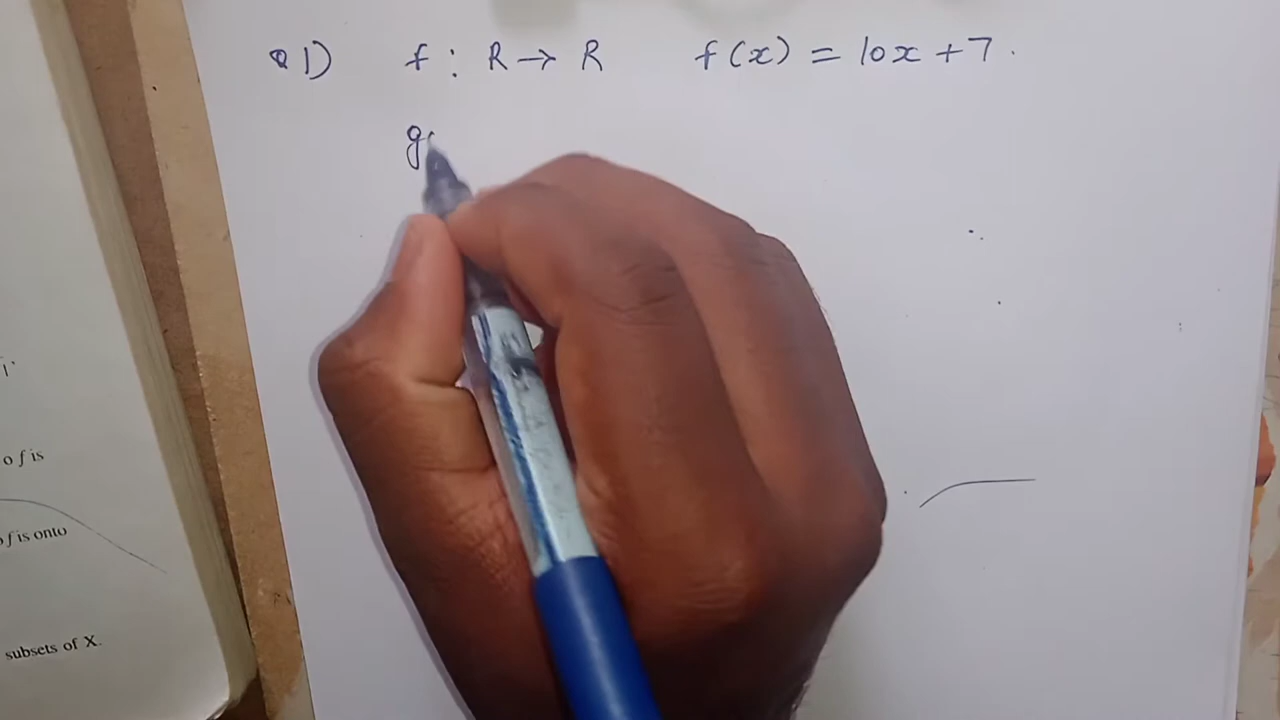 Q1) f : R → R f(x) = 10x + 7.
g
o f is
o f is onto
subsets of X.